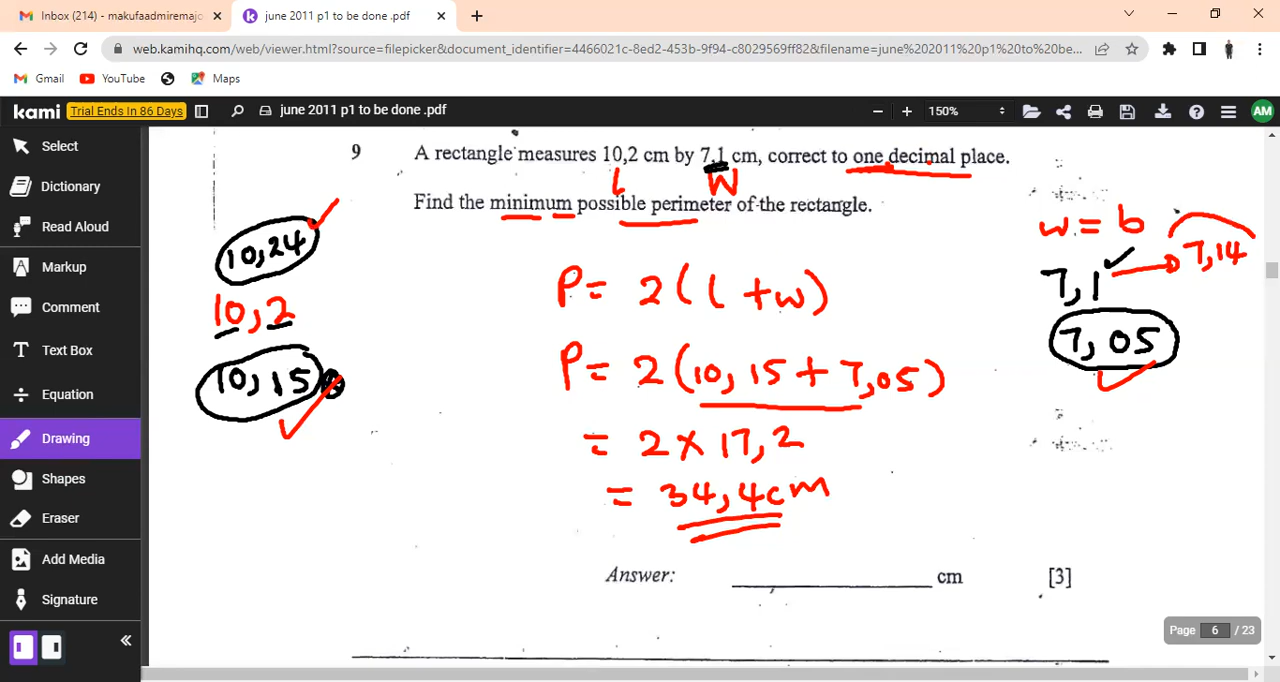 Inbox (214) - makufaadmiremajo
june 2011 p1 to be done .pdf
web.kamihq.com/web/viewer.html?source=filepicker&document_identifier=4466021c-8ed2-453b-9f94-c8029569ff82&filename=june%202011%20p1%20to%20be...
Gmail YouTube Maps
kami Trial Ends In 86 Days june 2011 p1 to be done .pdf 150% AM
Select
Dictionary
Read Aloud
Markup
Comment
Text Box
Equation
Drawing
Shapes
Eraser
Add Media
Signature
9 A rectangle measures 10,2 cm by 7,1 cm, correct to one decimal place.
l W
Find the minimum possible perimeter of the rectangle.
w = b
10,24
7,14
7,1
10,2
P = 2(l + w)
7,05
10,15
P = 2(10,15 + 7,05)
= 2 x 17,2
= 34,4cm
Answer: ____________________ cm [3]
Page 6 / 23